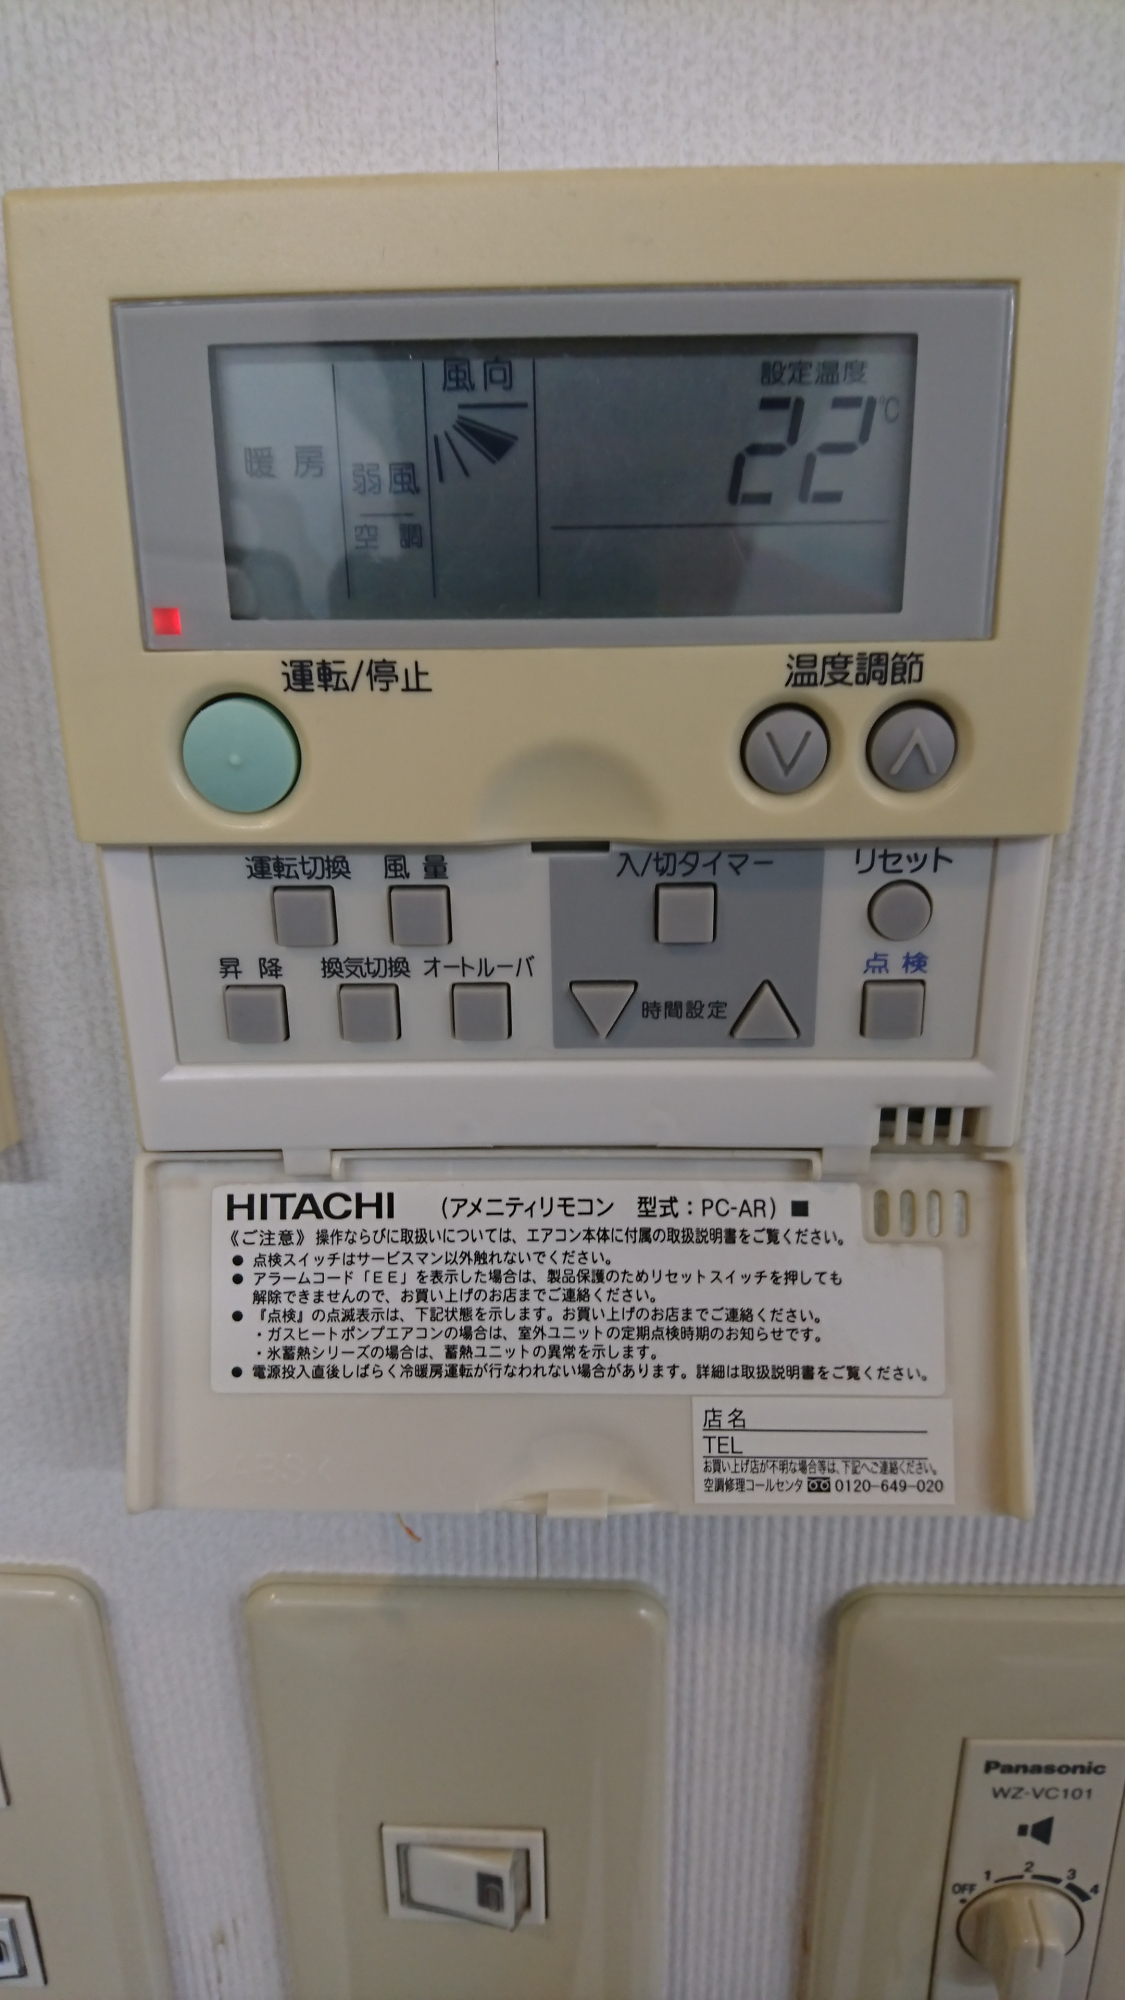 風向
設定温度
22℃
暖房
弱風
空調
運転/停止
温度調節
運転切換
風量
入/切タイマー
リセット
昇降
換気切換
オートルーバ
時間設定
点検
HITACHI (アメニティリモコン 型式：PC-AR) ■
《ご注意》操作ならびに取扱いについては、エアコン本体に付属の取扱説明書をご覧ください。
● 点検スイッチはサービスマン以外触れないでください。
● アラームコード「ＥＥ」を表示した場合は、製品保護のためリセットスイッチを押しても
解除できませんので、お買い上げのお店までご連絡ください。
● 『点検』の点滅表示は、下記状態を示します。お買い上げのお店までご連絡ください。
・ガスヒートポンプエアコンの場合は、室外ユニットの定期点検時期のお知らせです。
・氷蓄熱シリーズの場合は、蓄熱ユニットの異常を示します。
● 電源投入直後しばらく冷暖房運転が行なわれない場合があります。詳細は取扱説明書をご覧ください。
店名
TEL
お買い上げ店が不明な場合等は、下記へご連絡ください。
空調修理コールセンタ 0120-649-020
Panasonic
WZ-VC101
OFF 1 2 3 4